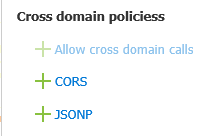 Cross domain policiess
Allow cross domain calls
CORS
JSONP